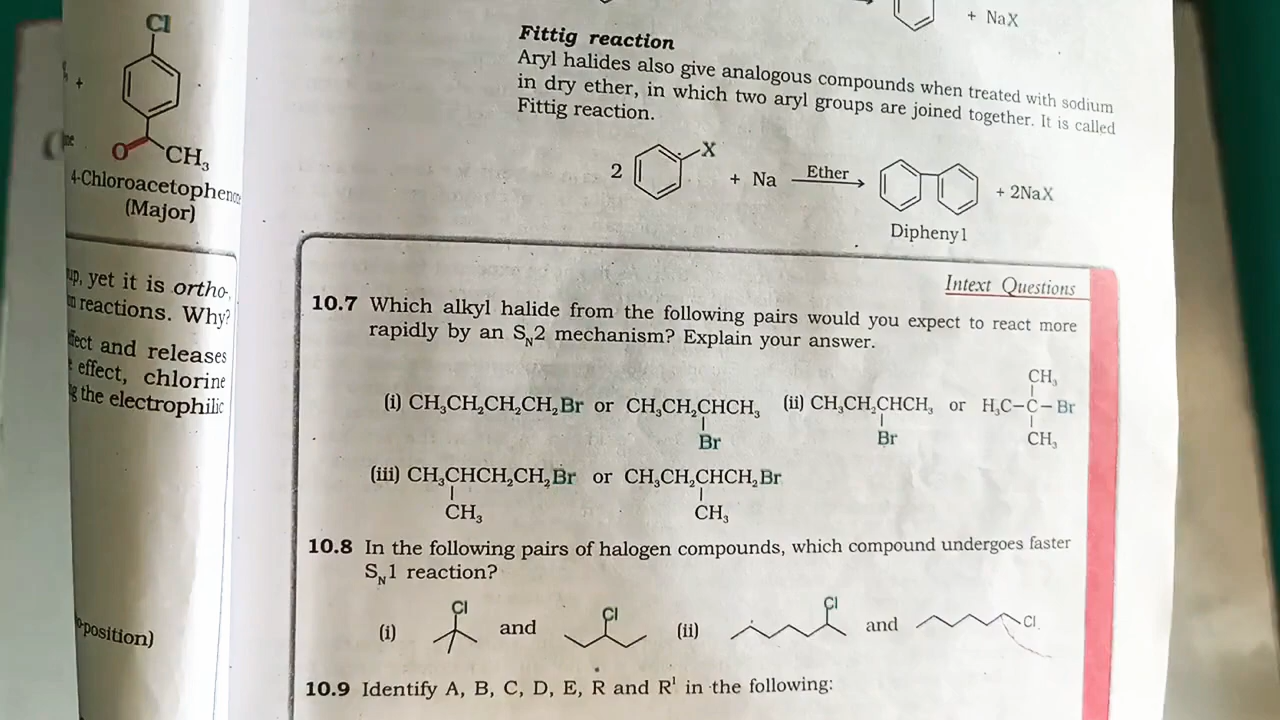 Cl
+
O
CH₃
4-Chloroacetopheno
(Major)
up, yet it is ortho-,
reactions. Why?
effect and releases
effect, chlorine
the electrophilic
position)
+ NaX
Fittig reaction
Aryl halides also give analogous compounds when treated with sodium
in dry ether, in which two aryl groups are joined together. It is called
Fittig reaction.
2 X + Na Ether + 2NaX
Diphenyl
Intext Questions
10.7 Which alkyl halide from the following pairs would you expect to react more
rapidly by an S_N2 mechanism? Explain your answer.
CH₃
(i) CH₃CH₂CH₂CH₂Br or CH₃CH₂CHCH₃ (ii) CH₃CH₂CHCH₃ or H₃C–C–Br
Br Br CH₃
(iii) CH₃CHCH₂CH₂Br or CH₃CH₂CHCH₂Br
CH₃ CH₃
10.8 In the following pairs of halogen compounds, which compound undergoes faster
S_N1 reaction?
Cl Cl Cl
(i) and (ii) and Cl
10.9 Identify A, B, C, D, E, R and R¹ in the following: